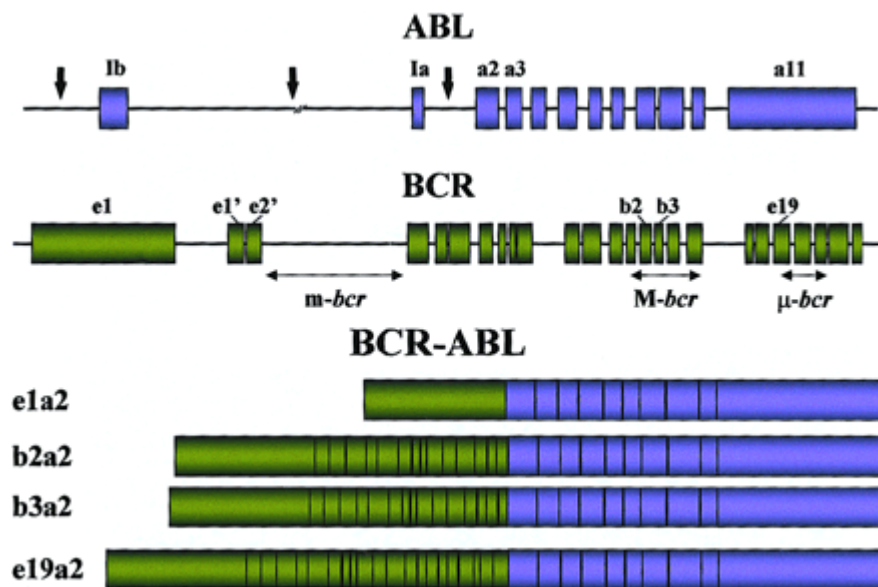 ABL
Ib Ia a2 a3 a11
BCR
e1 e1' e2' b2 b3 e19
m-bcr M-bcr μ-bcr
BCR-ABL
e1a2
b2a2
b3a2
e19a2